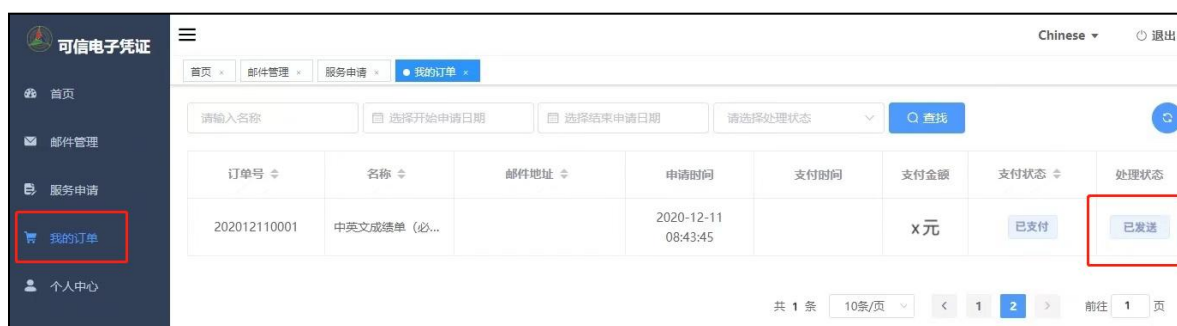 可信电子凭证
Chinese
退出
首页 × 邮件管理 × 服务申请 × 我的订单 ×
首页
邮件管理
服务申请
我的订单
个人中心
请输入名称 选择开始申请日期 选择结束申请日期 请选择处理状态 查找
订单号 名称 邮件地址 申请时间 支付时间 支付金额 支付状态 处理状态
202012110001 中英文成绩单（必... 2020-12-11
08:43:45 x元 已支付 已发送
共 1 条 10条/页 < 1 2 > 前往 1 页